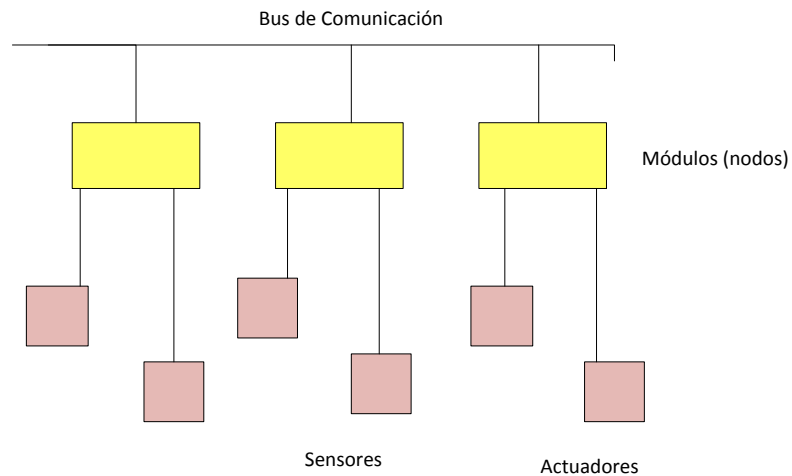 Bus de Comunicación
Módulos (nodos)
Sensores
Actuadores